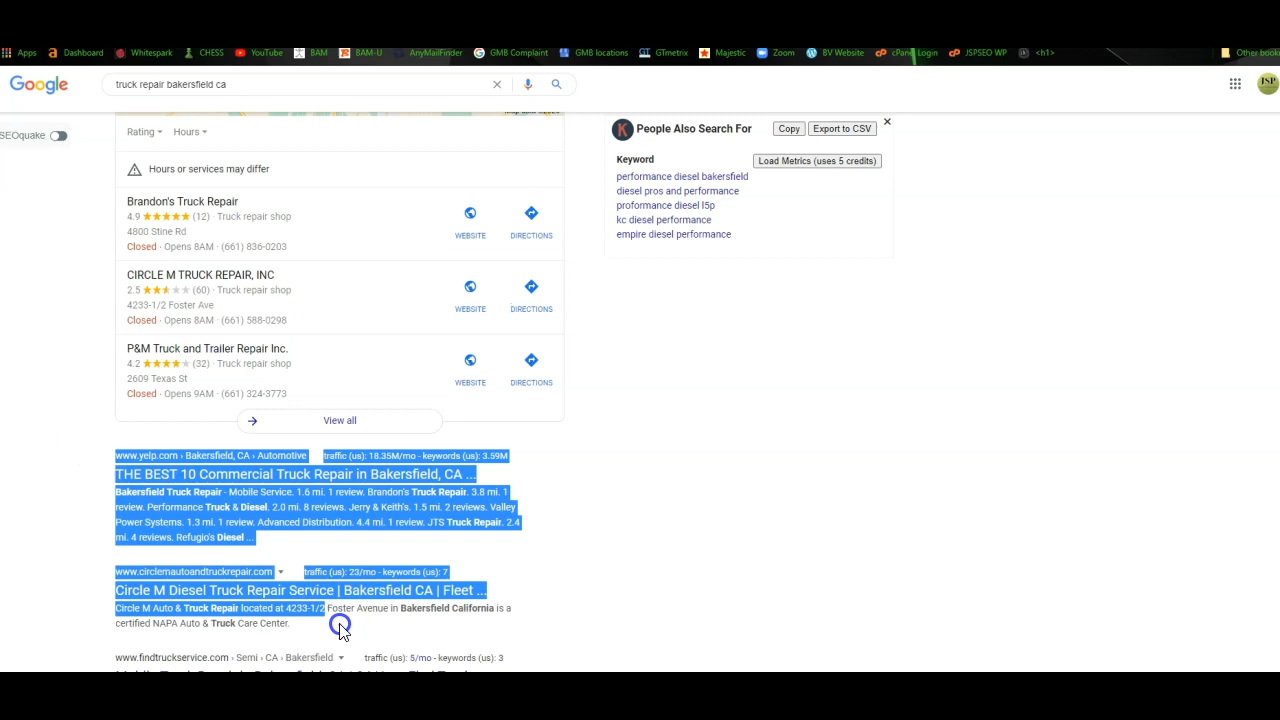 Apps Dashboard Whitespark CHESS YouTube BAM BAM-U AnyMailFinder GMB Complaint GMB locations GTmetrix Majestic Zoom BV Website cPanel Login JSPSEO WP <h1> Other book
Google truck repair bakersfield ca JSP
SEOquake
Rating Hours
Hours or services may differ
Brandon's Truck Repair
4.9 (12) · Truck repair shop
4800 Stine Rd
Closed · Opens 8AM · (661) 836-0203
WEBSITE DIRECTIONS
CIRCLE M TRUCK REPAIR, INC
2.5 (60) · Truck repair shop
4233-1/2 Foster Ave
Closed · Opens 8AM · (661) 588-0298
WEBSITE DIRECTIONS
P&M Truck and Trailer Repair Inc.
4.2 (32) · Truck repair shop
2609 Texas St
Closed · Opens 9AM · (661) 324-3773
WEBSITE DIRECTIONS
View all
K People Also Search For Copy Export to CSV
Keyword Load Metrics (uses 5 credits)
performance diesel bakersfield
diesel pros and performance
proformance diesel l5p
kc diesel performance
empire diesel performance
www.yelp.com › Bakersfield, CA › Automotive traffic (us): 18.35M/mo - keywords (us): 3.59M
THE BEST 10 Commercial Truck Repair in Bakersfield, CA ...
Bakersfield Truck Repair - Mobile Service. 1.6 mi. 1 review. Brandon's Truck Repair. 3.8 mi. 1
review. Performance Truck & Diesel. 2.0 mi. 8 reviews. Jerry & Keith's. 1.5 mi. 2 reviews. Valley
Power Systems. 1.3 mi. 1 review. Advanced Distribution. 4.4 mi. 1 review. JTS Truck Repair. 2.4
mi. 4 reviews. Refugio's Diesel ...
www.circlemautoandtruckrepair.com traffic (us): 23/mo - keywords (us): 7
Circle M Diesel Truck Repair Service | Bakersfield CA | Fleet ...
Circle M Auto & Truck Repair located at 4233-1/2 Foster Avenue in Bakersfield California is a
certified NAPA Auto & Truck Care Center.
www.findtruckservice.com › Semi › CA › Bakersfield traffic (us): 5/mo - keywords (us): 3